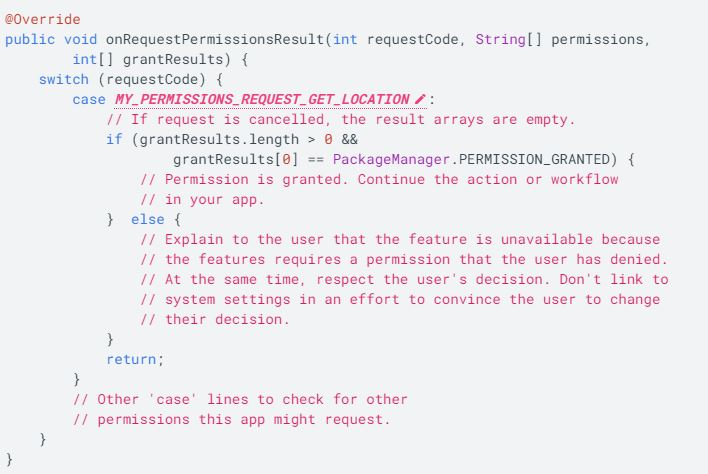 @Override
public void onRequestPermissionsResult(int requestCode, String[] permissions,
        int[] grantResults) {
    switch (requestCode) {
        case MY_PERMISSIONS_REQUEST_GET_LOCATION :
            // If request is cancelled, the result arrays are empty.
            if (grantResults.length > 0 &&
                    grantResults[0] == PackageManager.PERMISSION_GRANTED) {
                // Permission is granted. Continue the action or workflow
                // in your app.
            }  else {
                // Explain to the user that the feature is unavailable because
                // the features requires a permission that the user has denied.
                // At the same time, respect the user's decision. Don't link to
                // system settings in an effort to convince the user to change
                // their decision.
            }
            return;
        }
        // Other 'case' lines to check for other
        // permissions this app might request.
    }
}